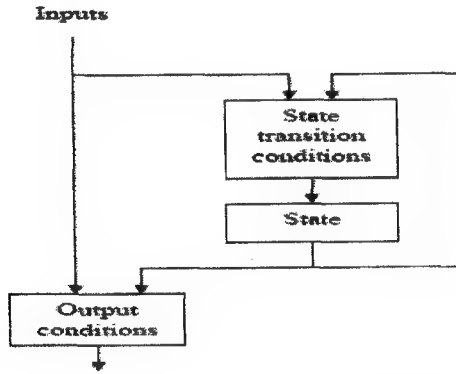 Inputs
State
transition
conditions
State
Output
conditions